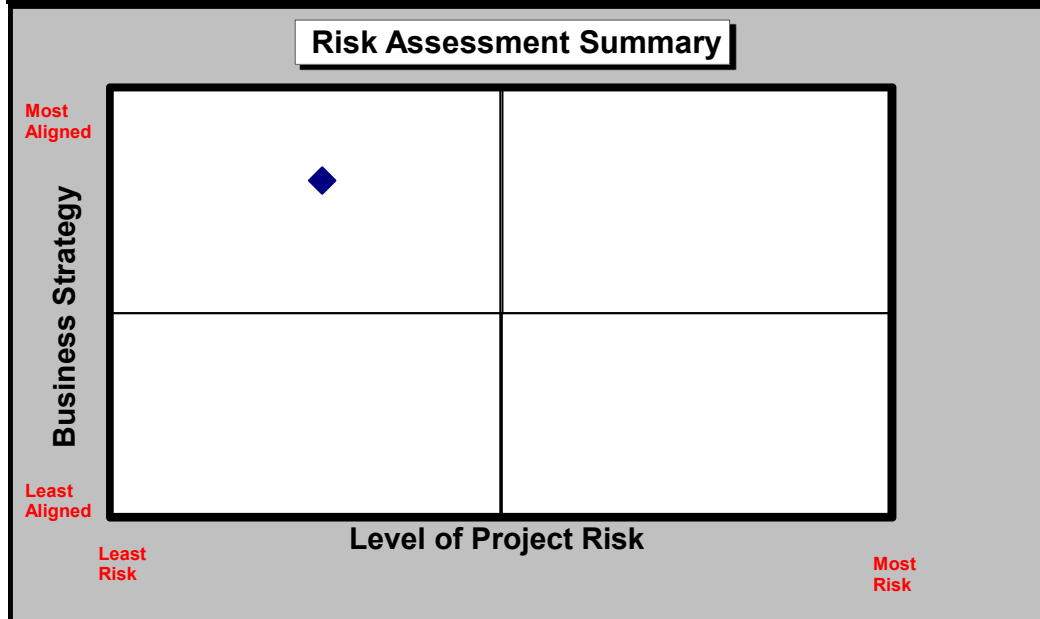 Risk Assessment Summary
Most
Aligned
Business Strategy
Least
Aligned
Level of Project Risk
Least
Risk
Most
Risk